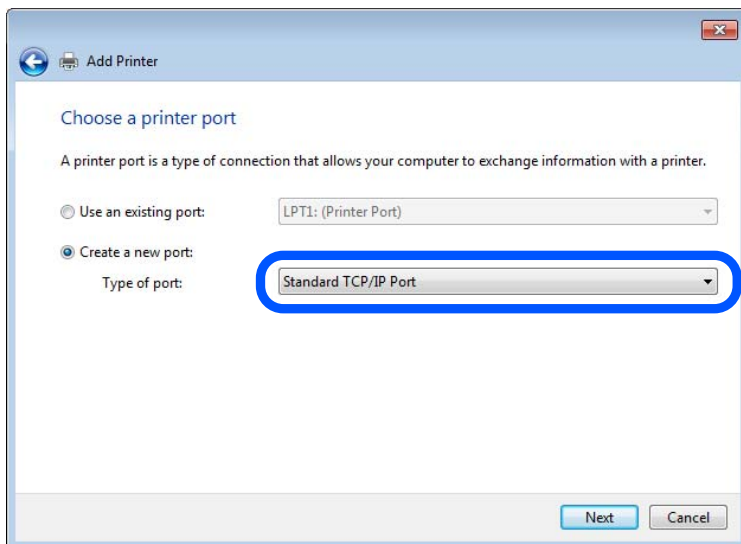 Add Printer
Choose a printer port
A printer port is a type of connection that allows your computer to exchange information with a printer.
Use an existing port: LPT1: (Printer Port)
Create a new port:
Type of port: Standard TCP/IP Port
Next Cancel